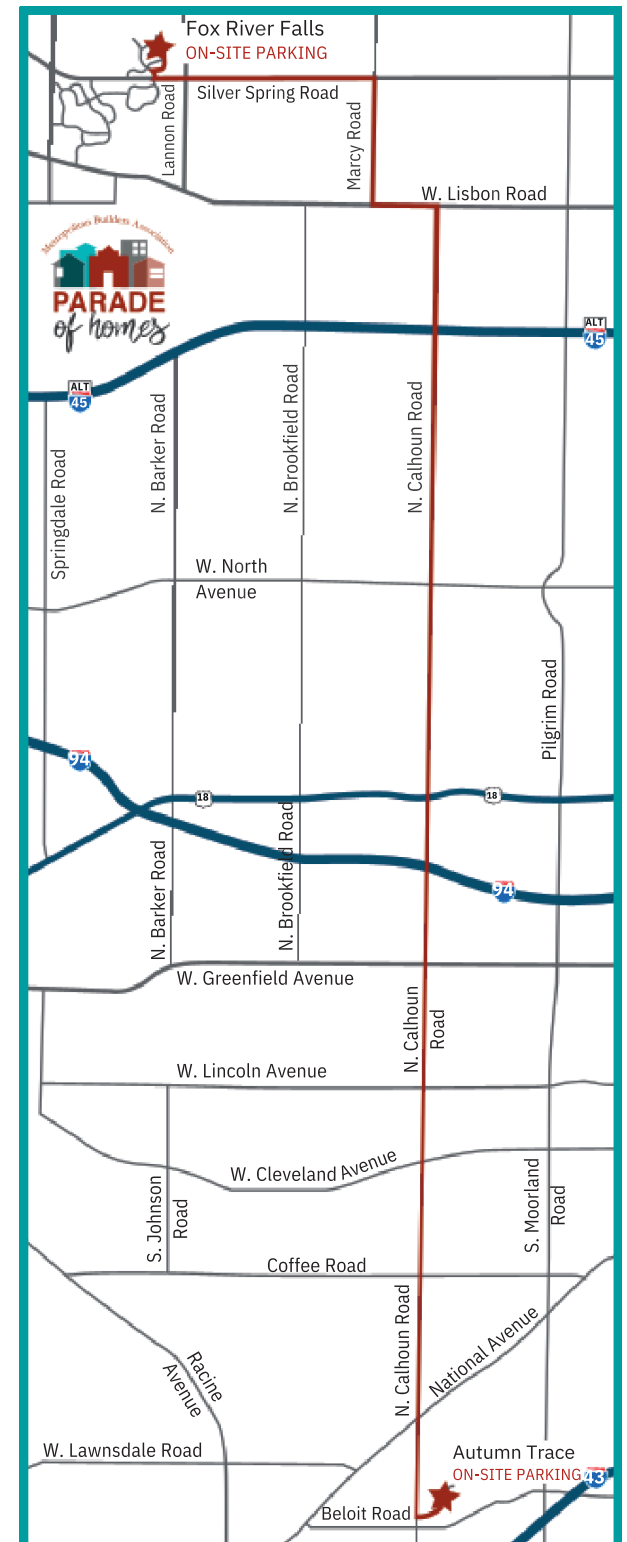 Fox River Falls
ON-SITE PARKING
Silver Spring Road
Lannon Road
Marcy Road
W. Lisbon Road
Metropolitan Builders Association
PARADE
of homes
ALT
45
ALT
45
Springdale Road
N. Barker Road
N. Brookfield Road
N. Calhoun Road
W. North
Avenue
Pilgrim Road
94
18
18
94
N. Barker Road
N. Brookfield Road
W. Greenfield Avenue
N. Calhoun
Road
W. Lincoln Avenue
W. Cleveland Avenue
S. Johnson
Road
S. Moorland
Road
Coffee Road
N. Calhoun Road
National Avenue
Racine
Avenue
W. Lawnsdale Road
Autumn Trace
ON-SITE PARKING
43
Beloit Road